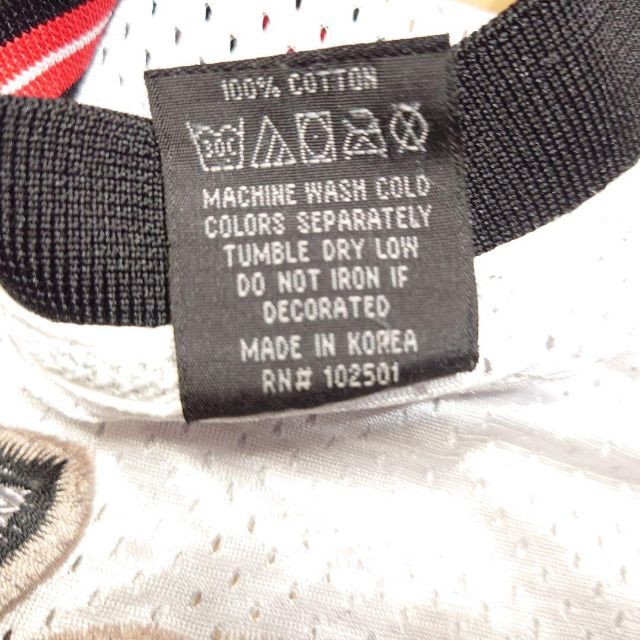 100% COTTON
MACHINE WASH COLD
COLORS SEPARATELY
TUMBLE DRY LOW
DO NOT IRON IF
DECORATED
MADE IN KOREA
RN# 102501